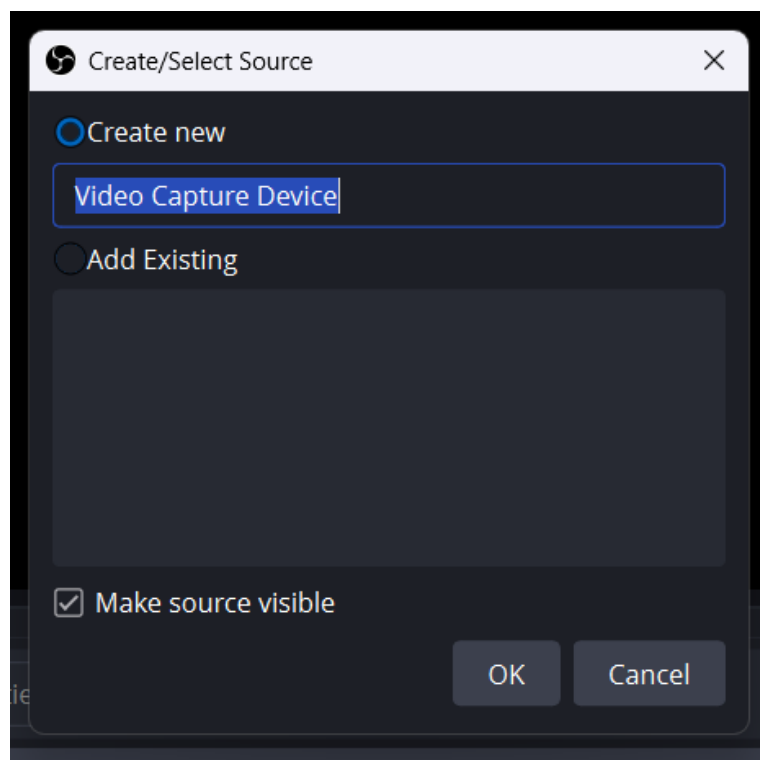 Create/Select Source
Create new
Video Capture Device
Add Existing
Make source visible
OK Cancel